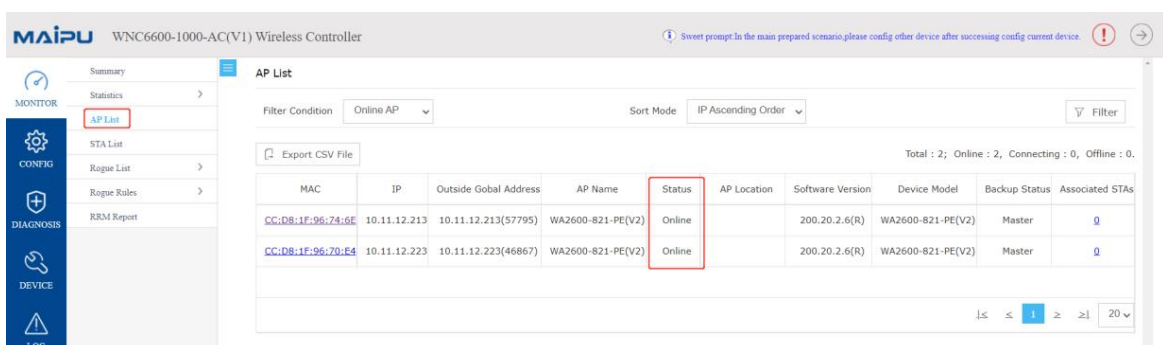 MAIPU WNC6600-1000-AC(V1) Wireless Controller
Sweet prompt:In the main prepared scenario,please config other device after successing config current device.
MONITOR
CONFIG
DIAGNOSIS
DEVICE
LOG
Summary
Statistics
AP List
STA List
Rogue List
Rogue Rules
RRM Report
AP List
Filter Condition Online AP Sort Mode IP Ascending Order Filter
Export CSV File Total : 2; Online : 2, Connecting : 0, Offline : 0.
MAC IP Outside Gobal Address AP Name Status AP Location Software Version Device Model Backup Status Associated STAs
CC:D8:1F:96:74:6E 10.11.12.213 10.11.12.213(57795) WA2600-821-PE(V2) Online 200.20.2.6(R) WA2600-821-PE(V2) Master 0
CC:D8:1F:96:70:E4 10.11.12.223 10.11.12.223(46867) WA2600-821-PE(V2) Online 200.20.2.6(R) WA2600-821-PE(V2) Master 0
|< < 1 > >| 20